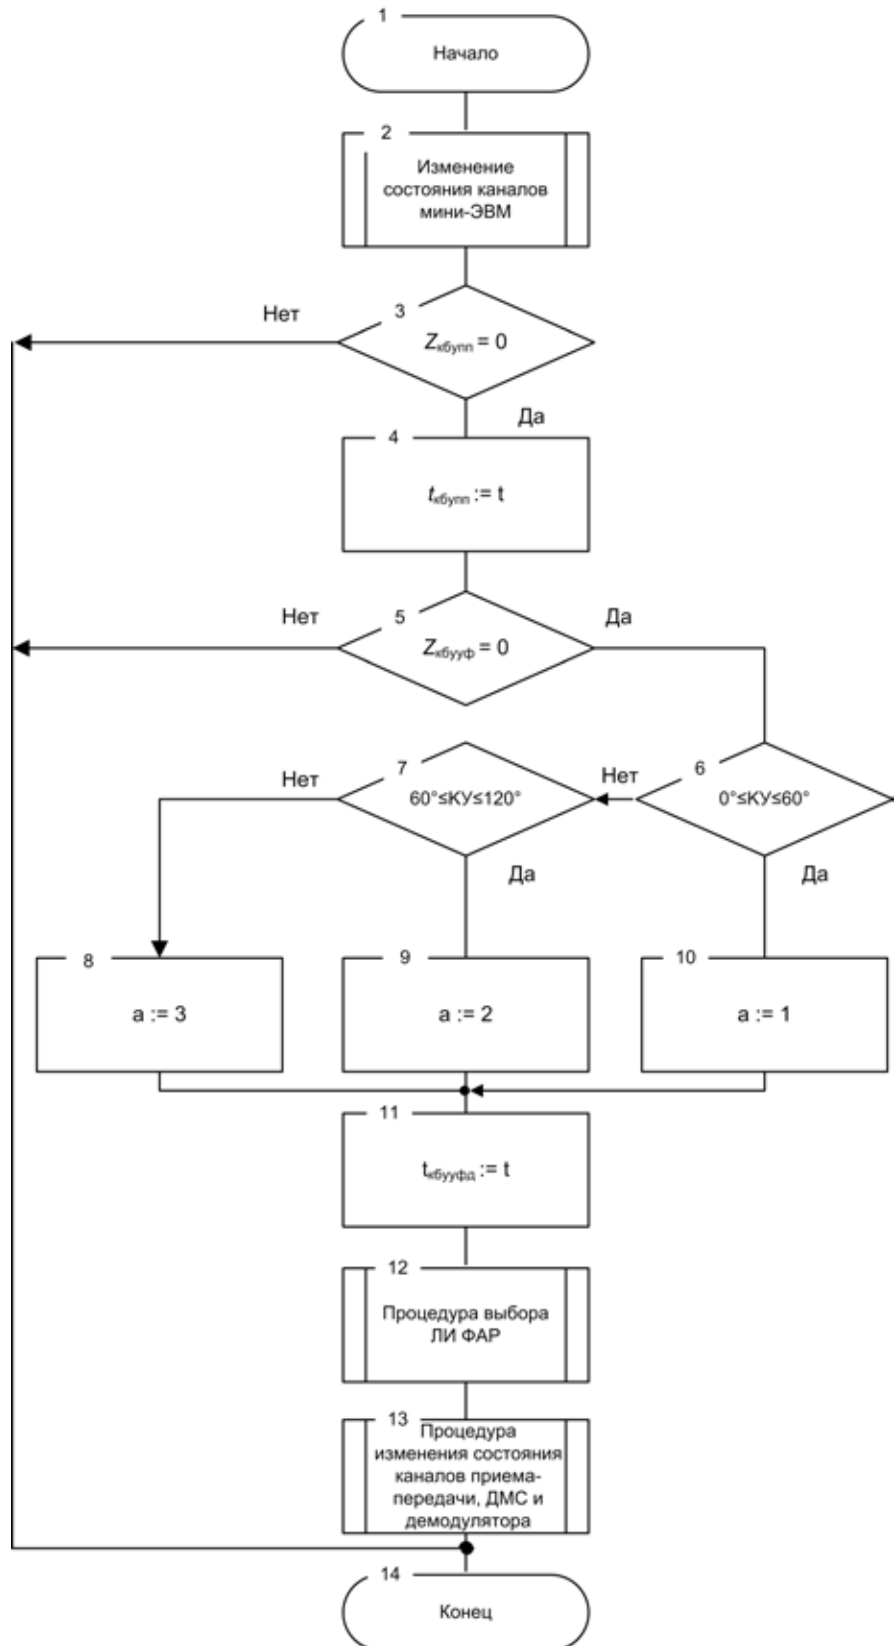 1
Начало
2
Изменение
состояния каналов
мини-ЭВМ
Нет
3
Zкбупп = 0
Да
4
tкбупп := t
Нет
5
Zкбууф = 0
Да
Нет
7
60°≤КУ≤120°
Нет
6
0°≤КУ≤60°
Да
Да
8
a := 3
9
a := 2
10
a := 1
11
tкбууфд := t
12
Процедура выбора
ЛИ ФАР
13
Процедура
изменения состояния
каналов приема-
передачи, ДМС и
демодулятора
14
Конец